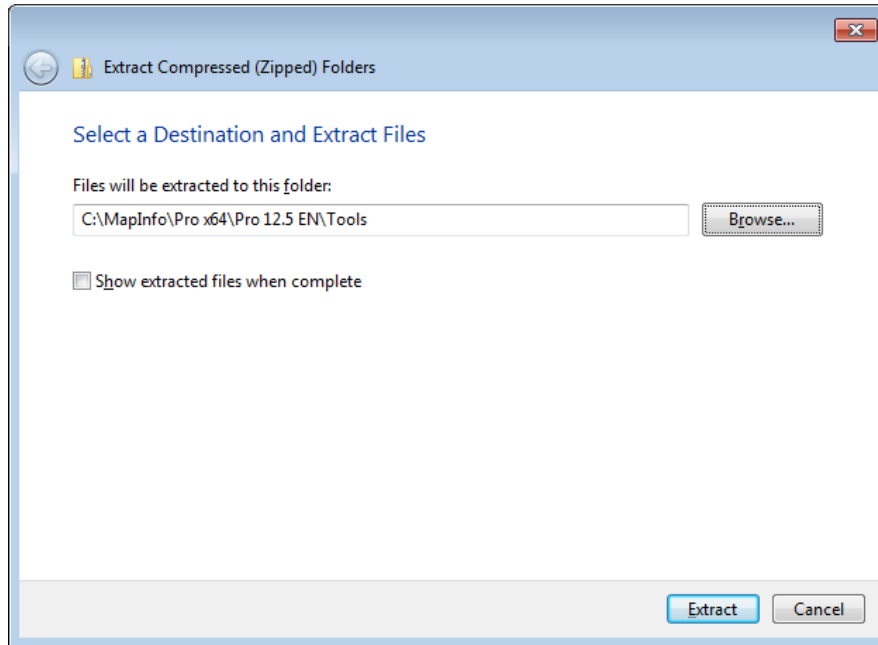 Extract Compressed (Zipped) Folders
Select a Destination and Extract Files
Files will be extracted to this folder:
C:\MapInfo\Pro x64\Pro 12.5 EN\Tools
Browse...
Show extracted files when complete
Extract
Cancel